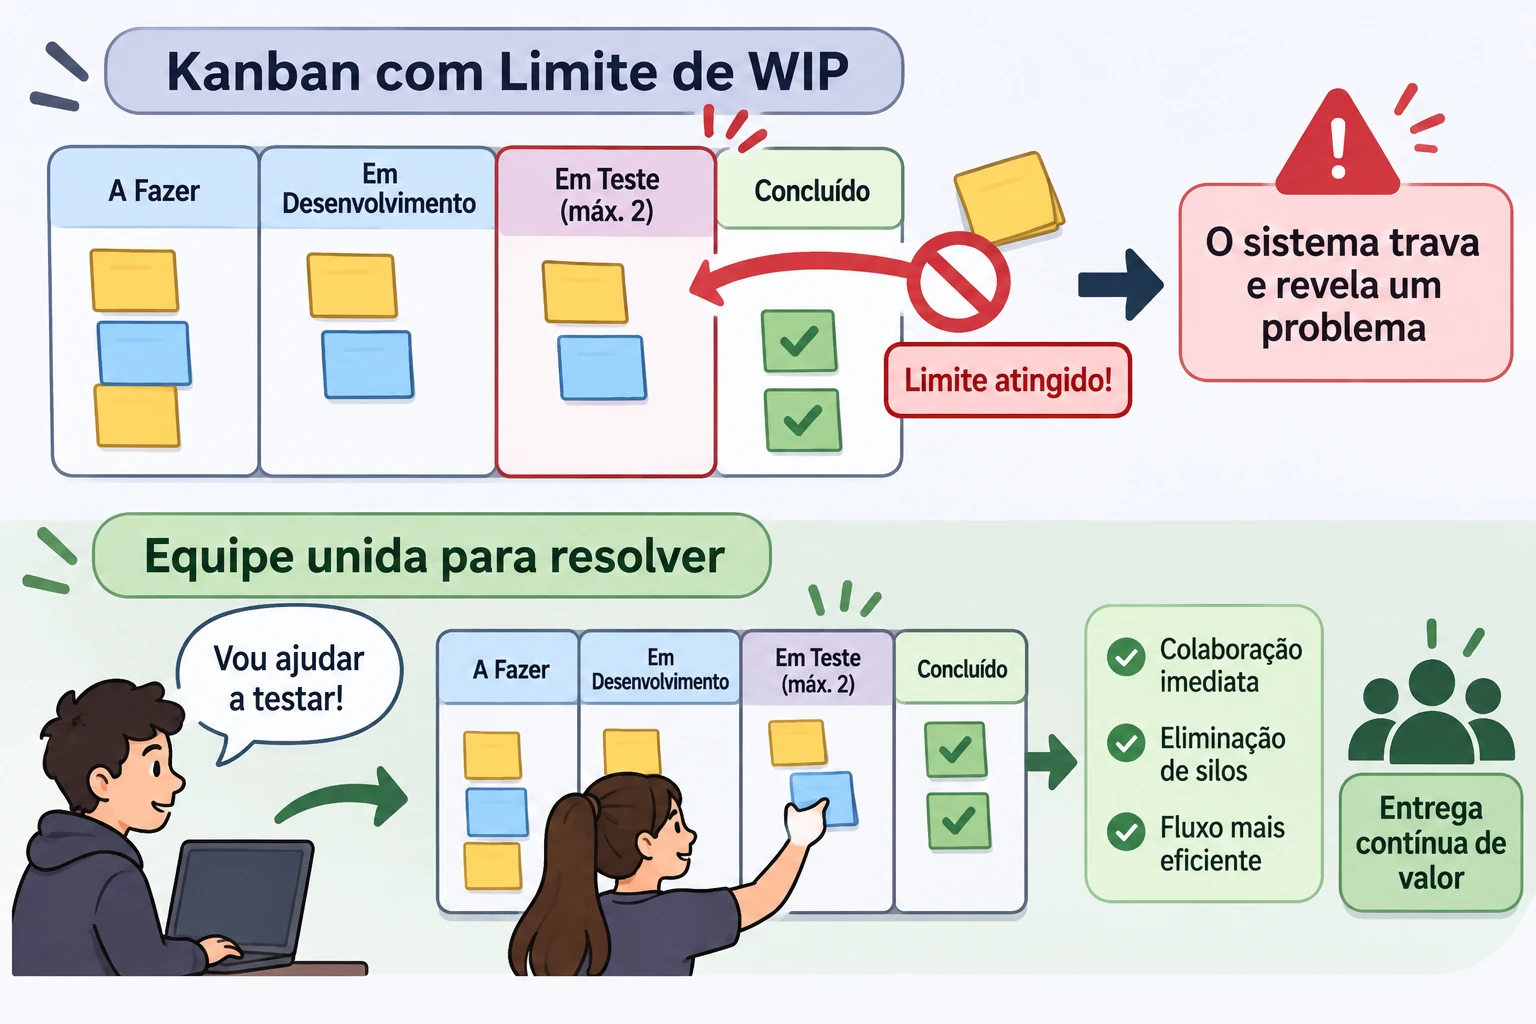 Kanban com Limite de WIP
A Fazer
Em
Desenvolvimento
Em Teste
(máx. 2)
Concluído
Limite atingido!
O sistema trava
e revela um
problema
Equipe unida para resolver
Vou ajudar
a testar!
A Fazer
Em
Desenvolvimento
Em Teste
(máx. 2)
Concluído
Colaboração
imediata
Eliminação
de silos
Fluxo mais
eficiente
Entrega
contínua de
valor